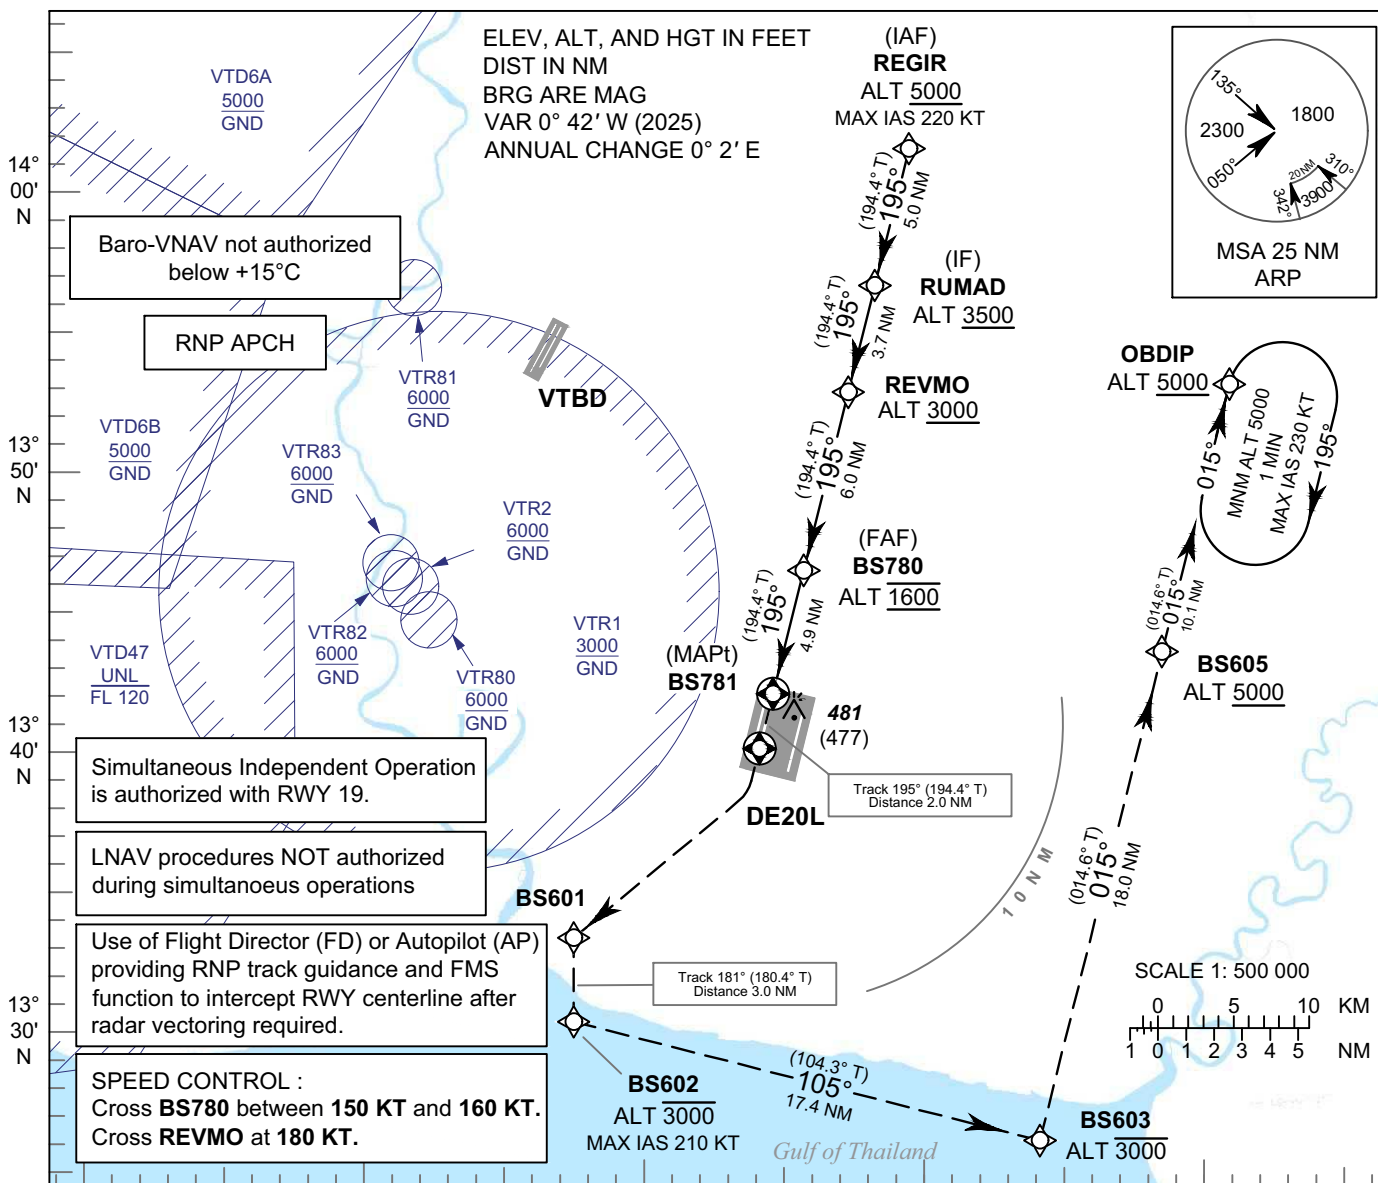 ELEV, ALT, AND HGT IN FEET
DIST IN NM
BRG ARE MAG
VAR 0° 42′ W (2025)
ANNUAL CHANGE 0° 2′ E
(IAF)
REGIR
ALT 5000
MAX IAS 220 KT
135°
1800
2300
050°
20 NM
310°
342°
3900
MSA 25 NM
ARP
VTD6A
5000
GND
14°
00'
N
Baro-VNAV not authorized
below +15°C
RNP APCH
(194.4° T)
195°
5.0 NM
(IF)
RUMAD
ALT 3500
(194.4° T)
195°
3.7 NM
REVMO
ALT 3000
OBDIP
ALT 5000
MNM ALT 5000
1 MIN
MAX IAS 230 KT
015°
195°
VTBD
VTR81
6000
GND
VTD6B
5000
GND
13°
50'
N
VTR83
6000
GND
VTR2
6000
GND
(194.4° T)
195°
6.0 NM
(FAF)
BS780
ALT 1600
(014.6° T)
015°
10.1 NM
VTR82
6000
GND
VTR1
3000
GND
VTR80
6000
GND
VTD47
UNL
FL 120
(194.4° T)
195°
4.9 NM
(MAPt)
BS781
BS605
ALT 5000
481
(477)
13°
40'
N
Simultaneous Independent Operation
is authorized with RWY 19.
Track 195° (194.4° T)
Distance 2.0 NM
DE20L
LNAV procedures NOT authorized
during simultanoeus operations
10 NM
(014.6° T)
015°
18.0 NM
BS601
Use of Flight Director (FD) or Autopilot (AP)
providing RNP track guidance and FMS
function to intercept RWY centerline after
radar vectoring required.
Track 181° (180.4° T)
Distance 3.0 NM
13°
30'
N
SCALE 1: 500 000
0 5 10 KM
1 0 1 2 3 4 5 NM
SPEED CONTROL :
Cross BS780 between 150 KT and 160 KT.
Cross REVMO at 180 KT.
BS602
ALT 3000
MAX IAS 210 KT
(104.3° T)
105°
17.4 NM
BS603
ALT 3000
Gulf of Thailand